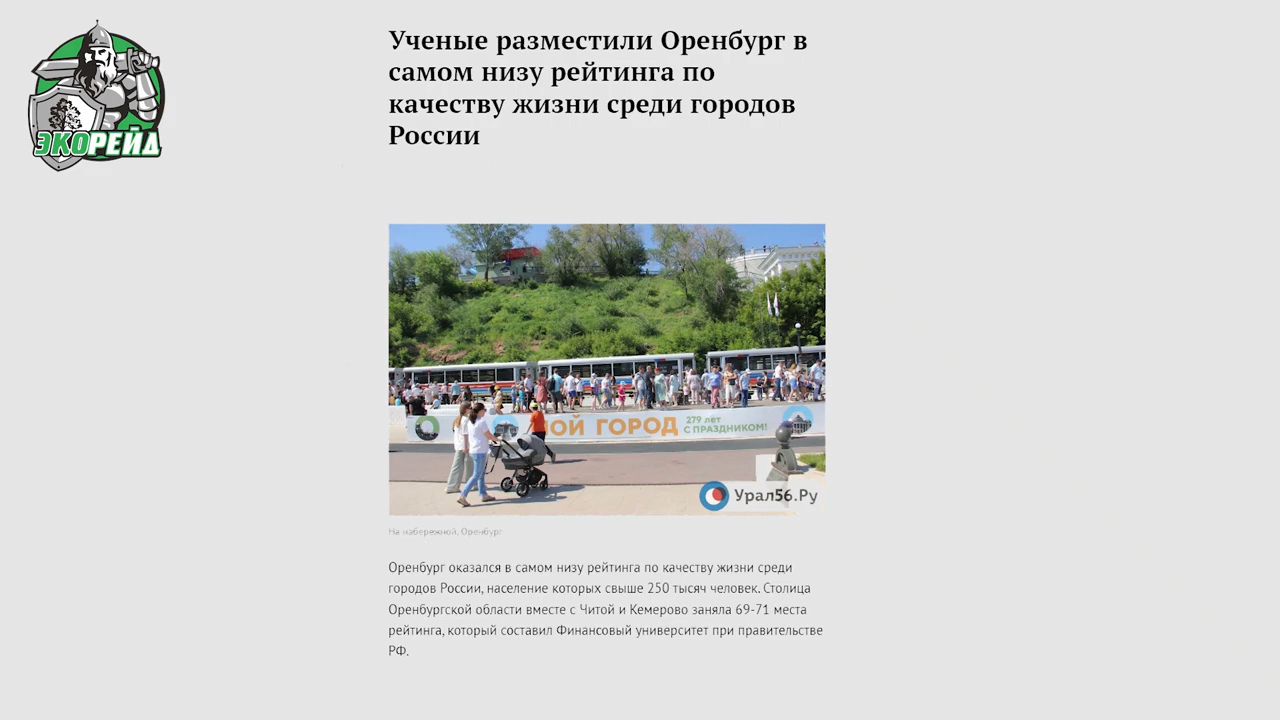 ЭКОРЕЙД
Ученые разместили Оренбург в
самом низу рейтинга по
качеству жизни среди городов
России
ОЙ ГОРОД
279 лет
С ПРАЗДНИКОМ!
Урал56.Ру
На набережной, Оренбург
Оренбург оказался в самом низу рейтинга по качеству жизни среди
городов России, население которых свыше 250 тысяч человек. Столица
Оренбургской области вместе с Читой и Кемерово заняла 69-71 места
рейтинга, который составил Финансовый университет при правительстве
РФ.